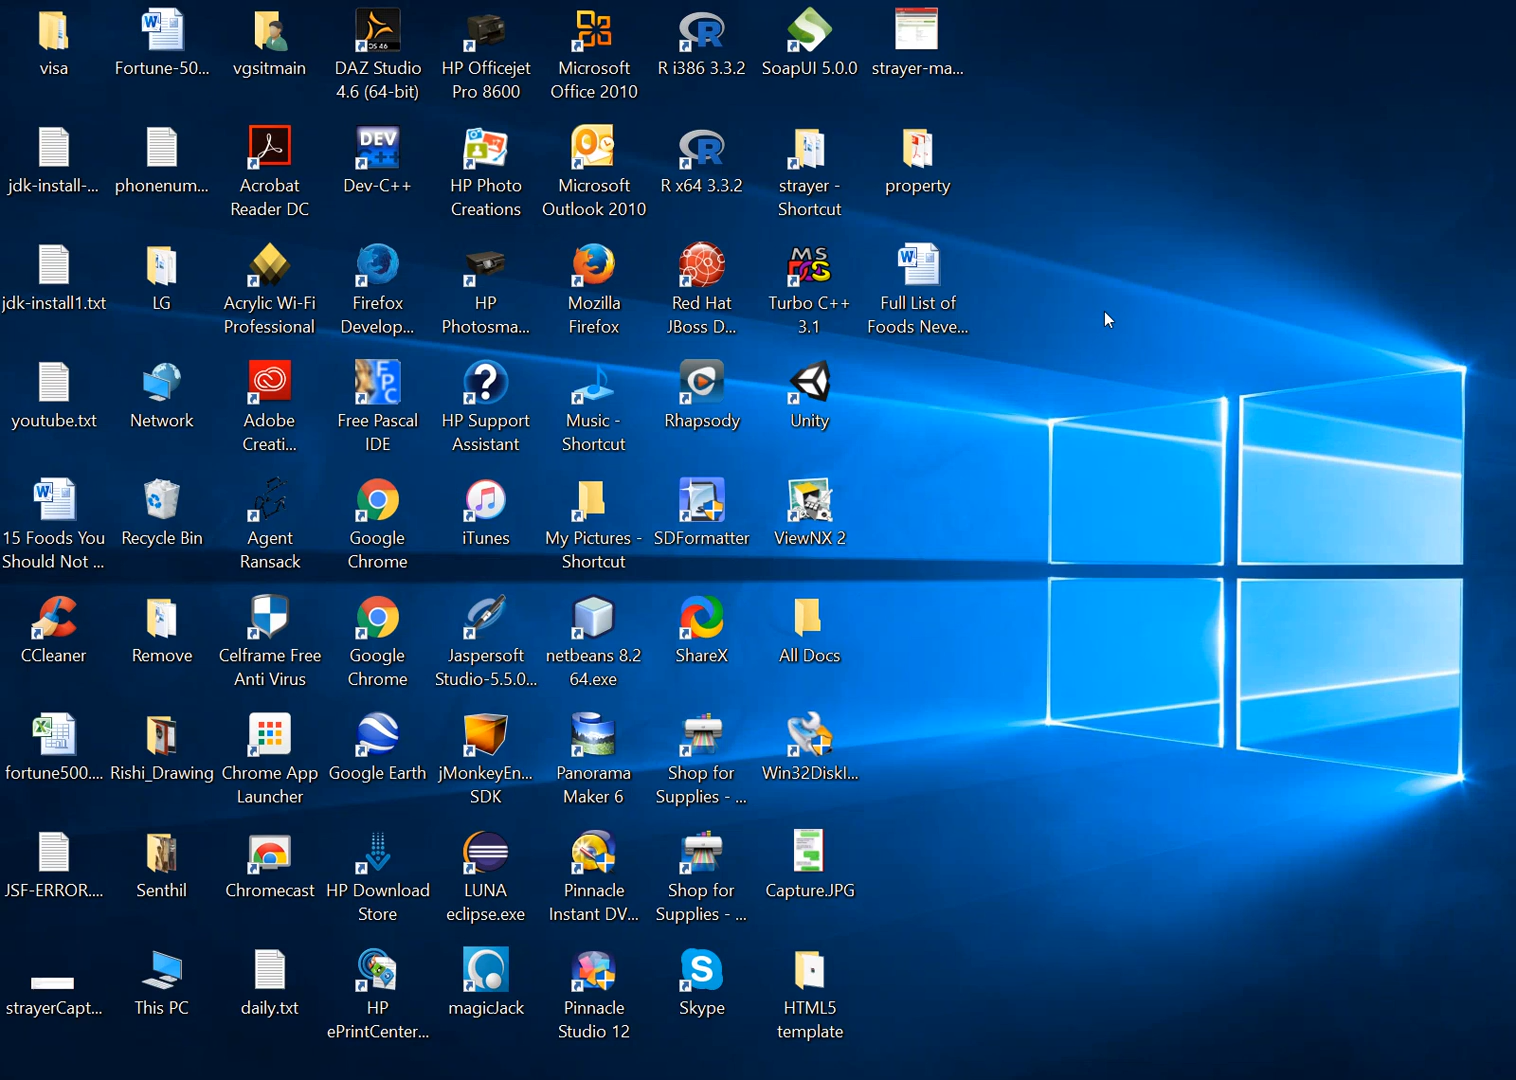 visa
Fortune-50...
vgsitmain
DAZ Studio
4.6 (64-bit)
HP Officejet
Pro 8600
Microsoft
Office 2010
R i386 3.3.2
SoapUI 5.0.0
strayer-ma...
jdk-install-...
phonenum...
Acrobat
Reader DC
DEV
C++
Dev-C++
HP Photo
Creations
Microsoft
Outlook 2010
R x64 3.3.2
strayer -
Shortcut
property
jdk-install1.txt
LG
Acrylic Wi-Fi
Professional
Firefox
Develop...
HP
Photosma...
Mozilla
Firefox
Red Hat
JBoss D...
MS
DOS
Turbo C++
3.1
Full List of
Foods Neve...
youtube.txt
Network
Adobe
Creati...
FPC
Free Pascal
IDE
HP Support
Assistant
Music -
Shortcut
Rhapsody
Unity
15 Foods You
Should Not ...
Recycle Bin
Agent
Ransack
Google
Chrome
iTunes
My Pictures -
Shortcut
SDFormatter
ViewNX 2
CCleaner
Remove
Celframe Free
Anti Virus
Google
Chrome
Jaspersoft
Studio-5.5.0...
netbeans 8.2
64.exe
ShareX
All Docs
fortune500....
Rishi_Drawing
Chrome App
Launcher
Google Earth
jMonkeyEn...
SDK
Panorama
Maker 6
Shop for
Supplies - ...
Win32DiskI...
JSF-ERROR....
Senthil
Chromecast
HP Download
Store
LUNA
eclipse.exe
Pinnacle
Instant DV...
Shop for
Supplies - ...
Capture.JPG
strayerCapt...
This PC
daily.txt
HP
ePrintCenter...
magicJack
Pinnacle
Studio 12
Skype
HTML5
template